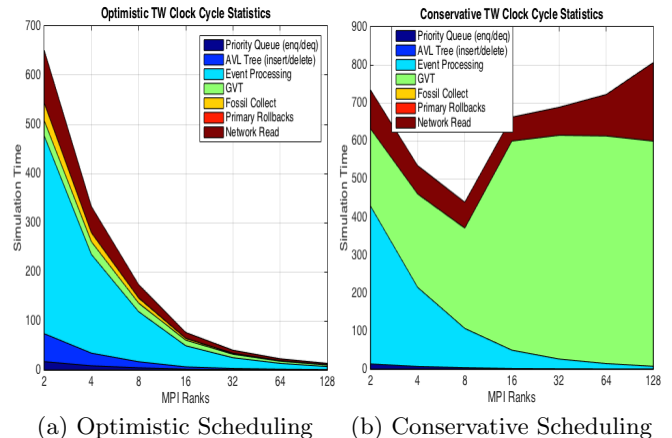 Optimistic TW Clock Cycle Statistics
700
600
500
400
300
200
100
0
Simulation Time
2 4 8 16 32 64 128
MPI Ranks
Priority Queue (enq/deq)
AVL Tree (insert/delete)
Event Processing
GVT
Fossil Collect
Primary Rollbacks
Network Read
(a) Optimistic Scheduling
Conservative TW Clock Cycle Statistics
900
800
700
600
500
400
300
200
100
0
Simulation Time
2 4 8 16 32 64 128
MPI Ranks
Priority Queue (enq/deq)
AVL Tree (insert/delete)
Event Processing
GVT
Fossil Collect
Primary Rollbacks
Network Read
(b) Conservative Scheduling